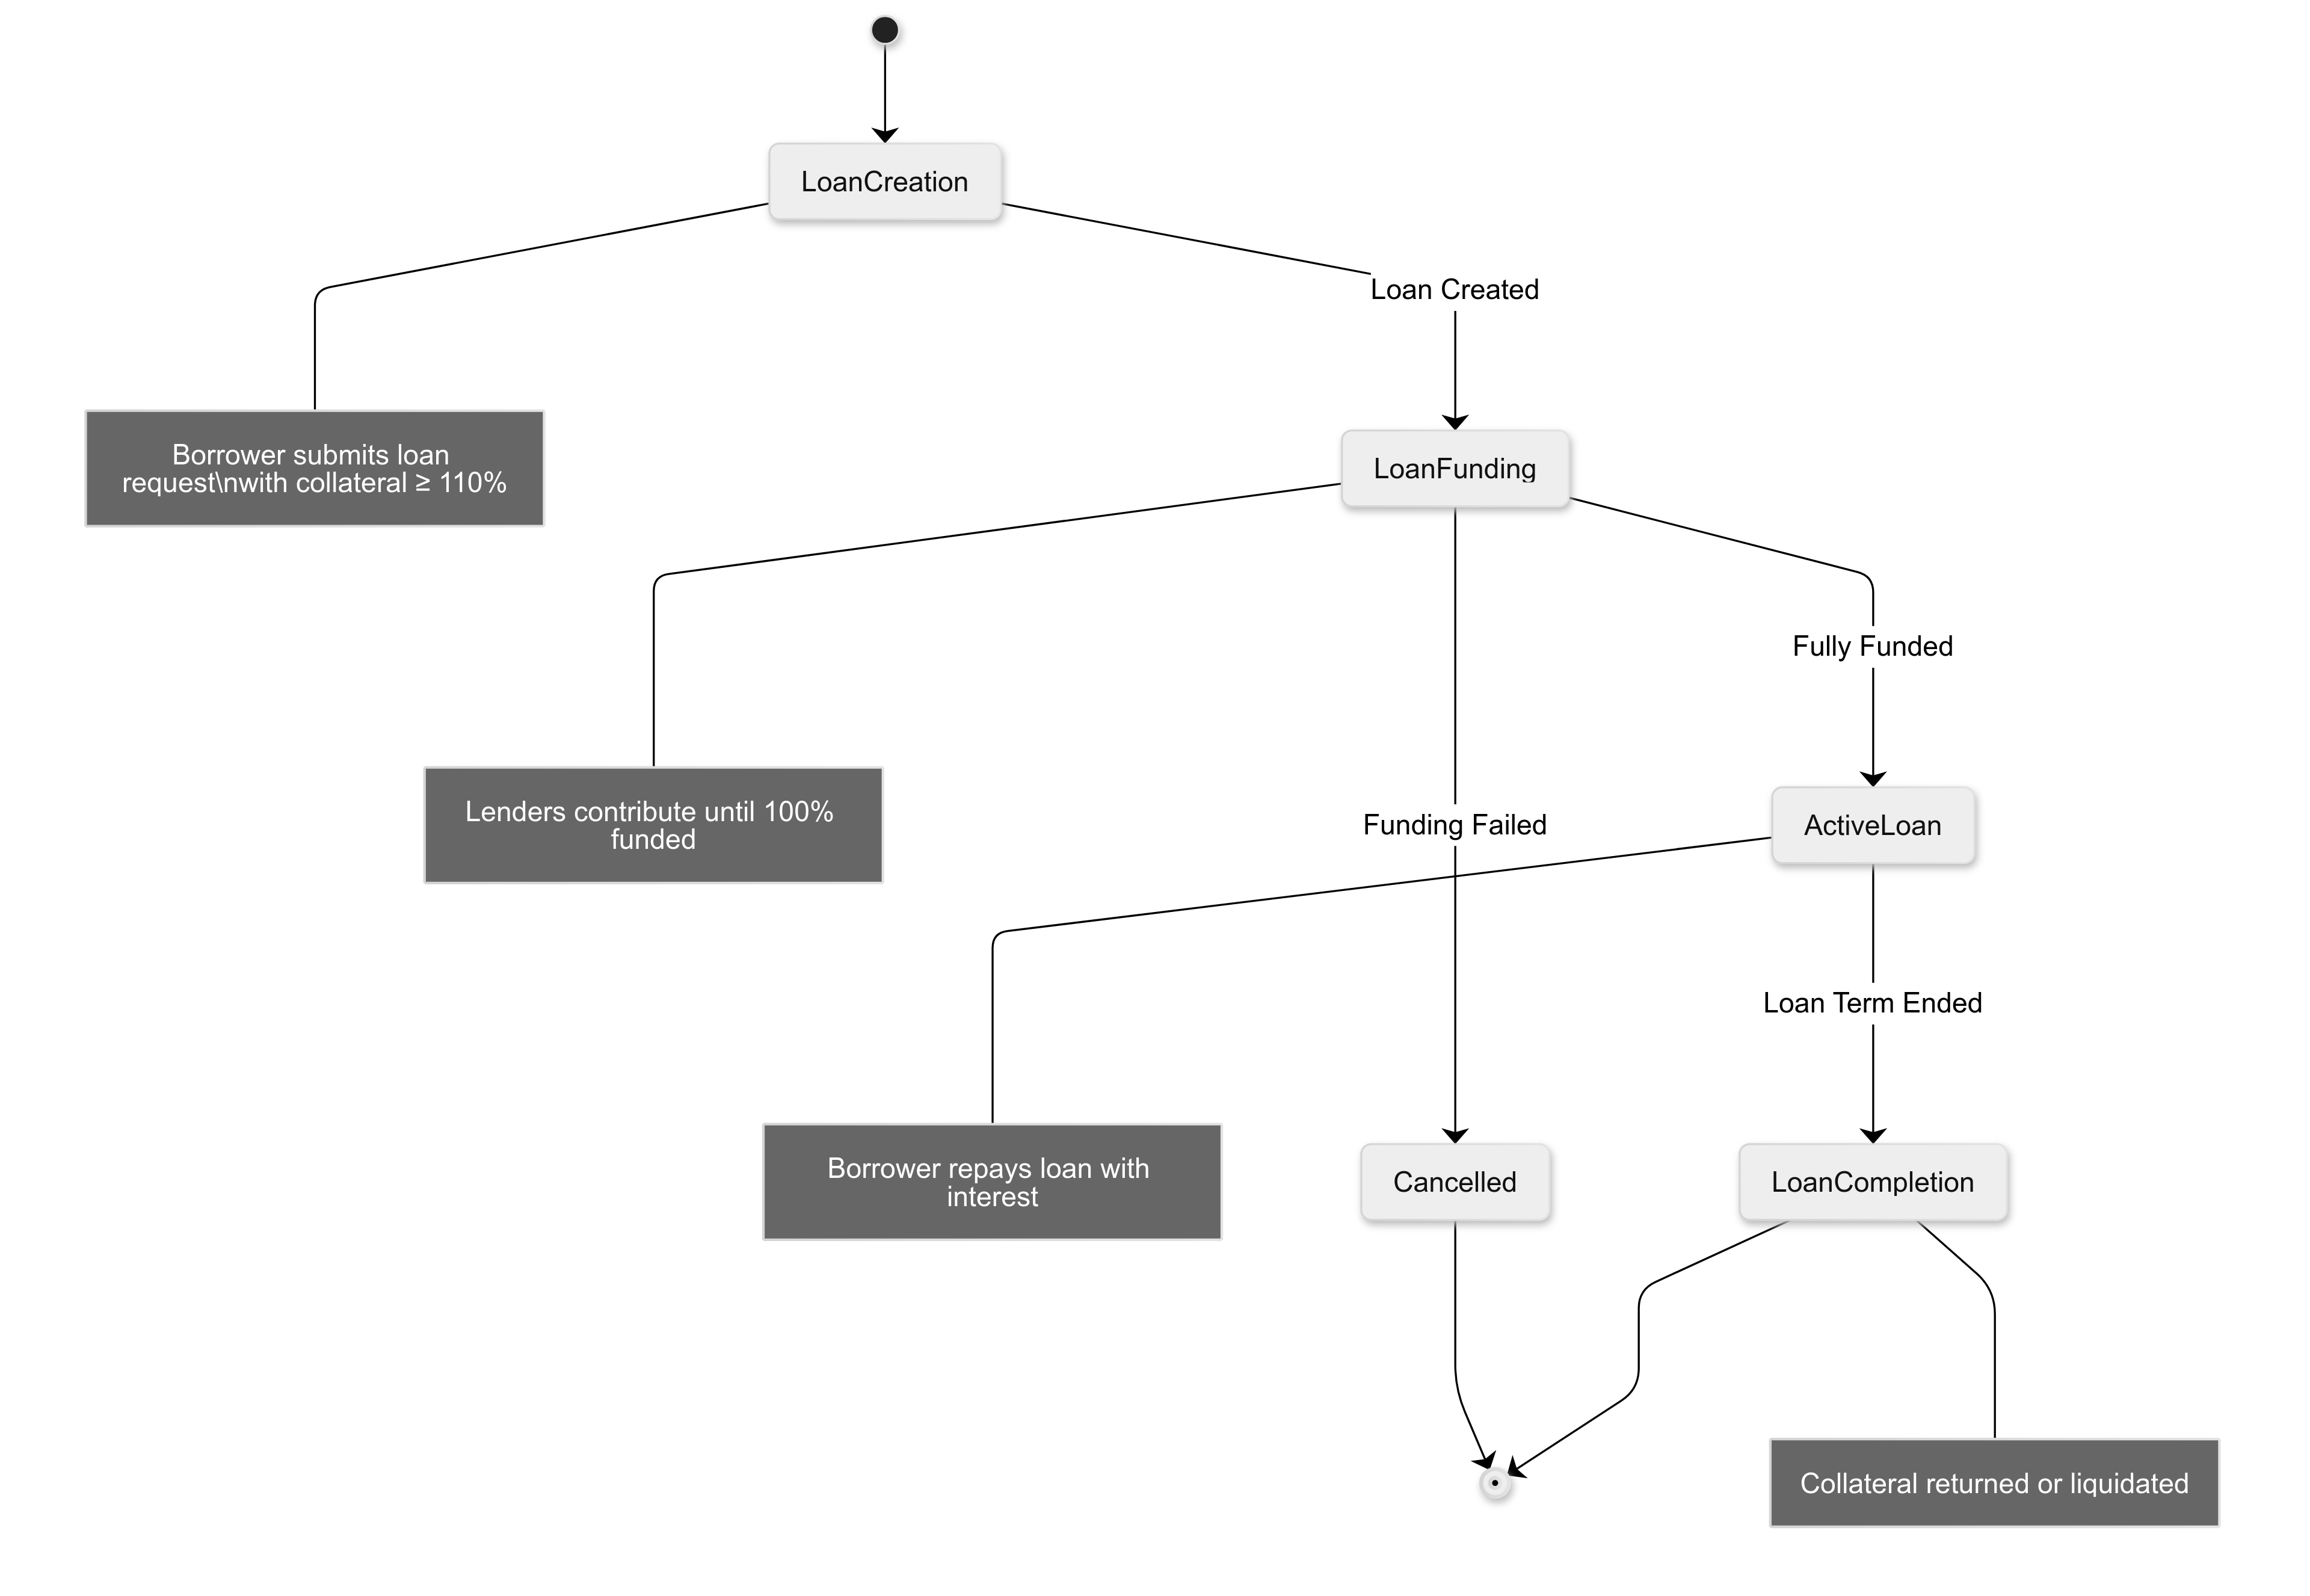 LoanCreation
Loan Created
Borrower submits loan
request\nwith collateral ≥ 110%
LoanFunding
Fully Funded
Lenders contribute until 100%
funded
Funding Failed
ActiveLoan
Loan Term Ended
Borrower repays loan with
interest
Cancelled
LoanCompletion
Collateral returned or liquidated